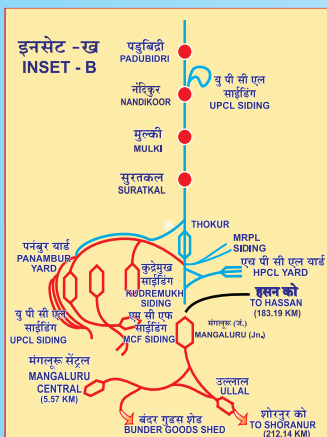 इनसेट -ख
INSET - B
पडुबिद्री
PADUBIDRI
नंदिकुर
NANDIKOOR
यु पी सी एल
साईडिंग
UPCL SIDING
मुल्की
MULKI
सुरतकल
SURATKAL
THOKUR
पनंबुर यार्ड
PANAMBUR
YARD
MRPL
SIDING
एच पी सी एल यार्ड
HPCL YARD
कुद्रेमुख
साईडिंग
KUDREMUKH
SIDING
हसन को
TO HASSAN
(183.19 KM)
यु पी सी एल
साईडिंग
UPCL SIDING
एम सी एफ
साईडिंग
MCF SIDING
मंगलूरू (जं.)
MANGALURU (Jn.)
मंगलूरू सेंट्रल
MANGALURU
CENTRAL
(5.57 KM)
उल्लाल
ULLAL
बंदर गुडस शेड
BUNDER GOODS SHED
शोरनुर को
TO SHORANUR
(212.14 KM)